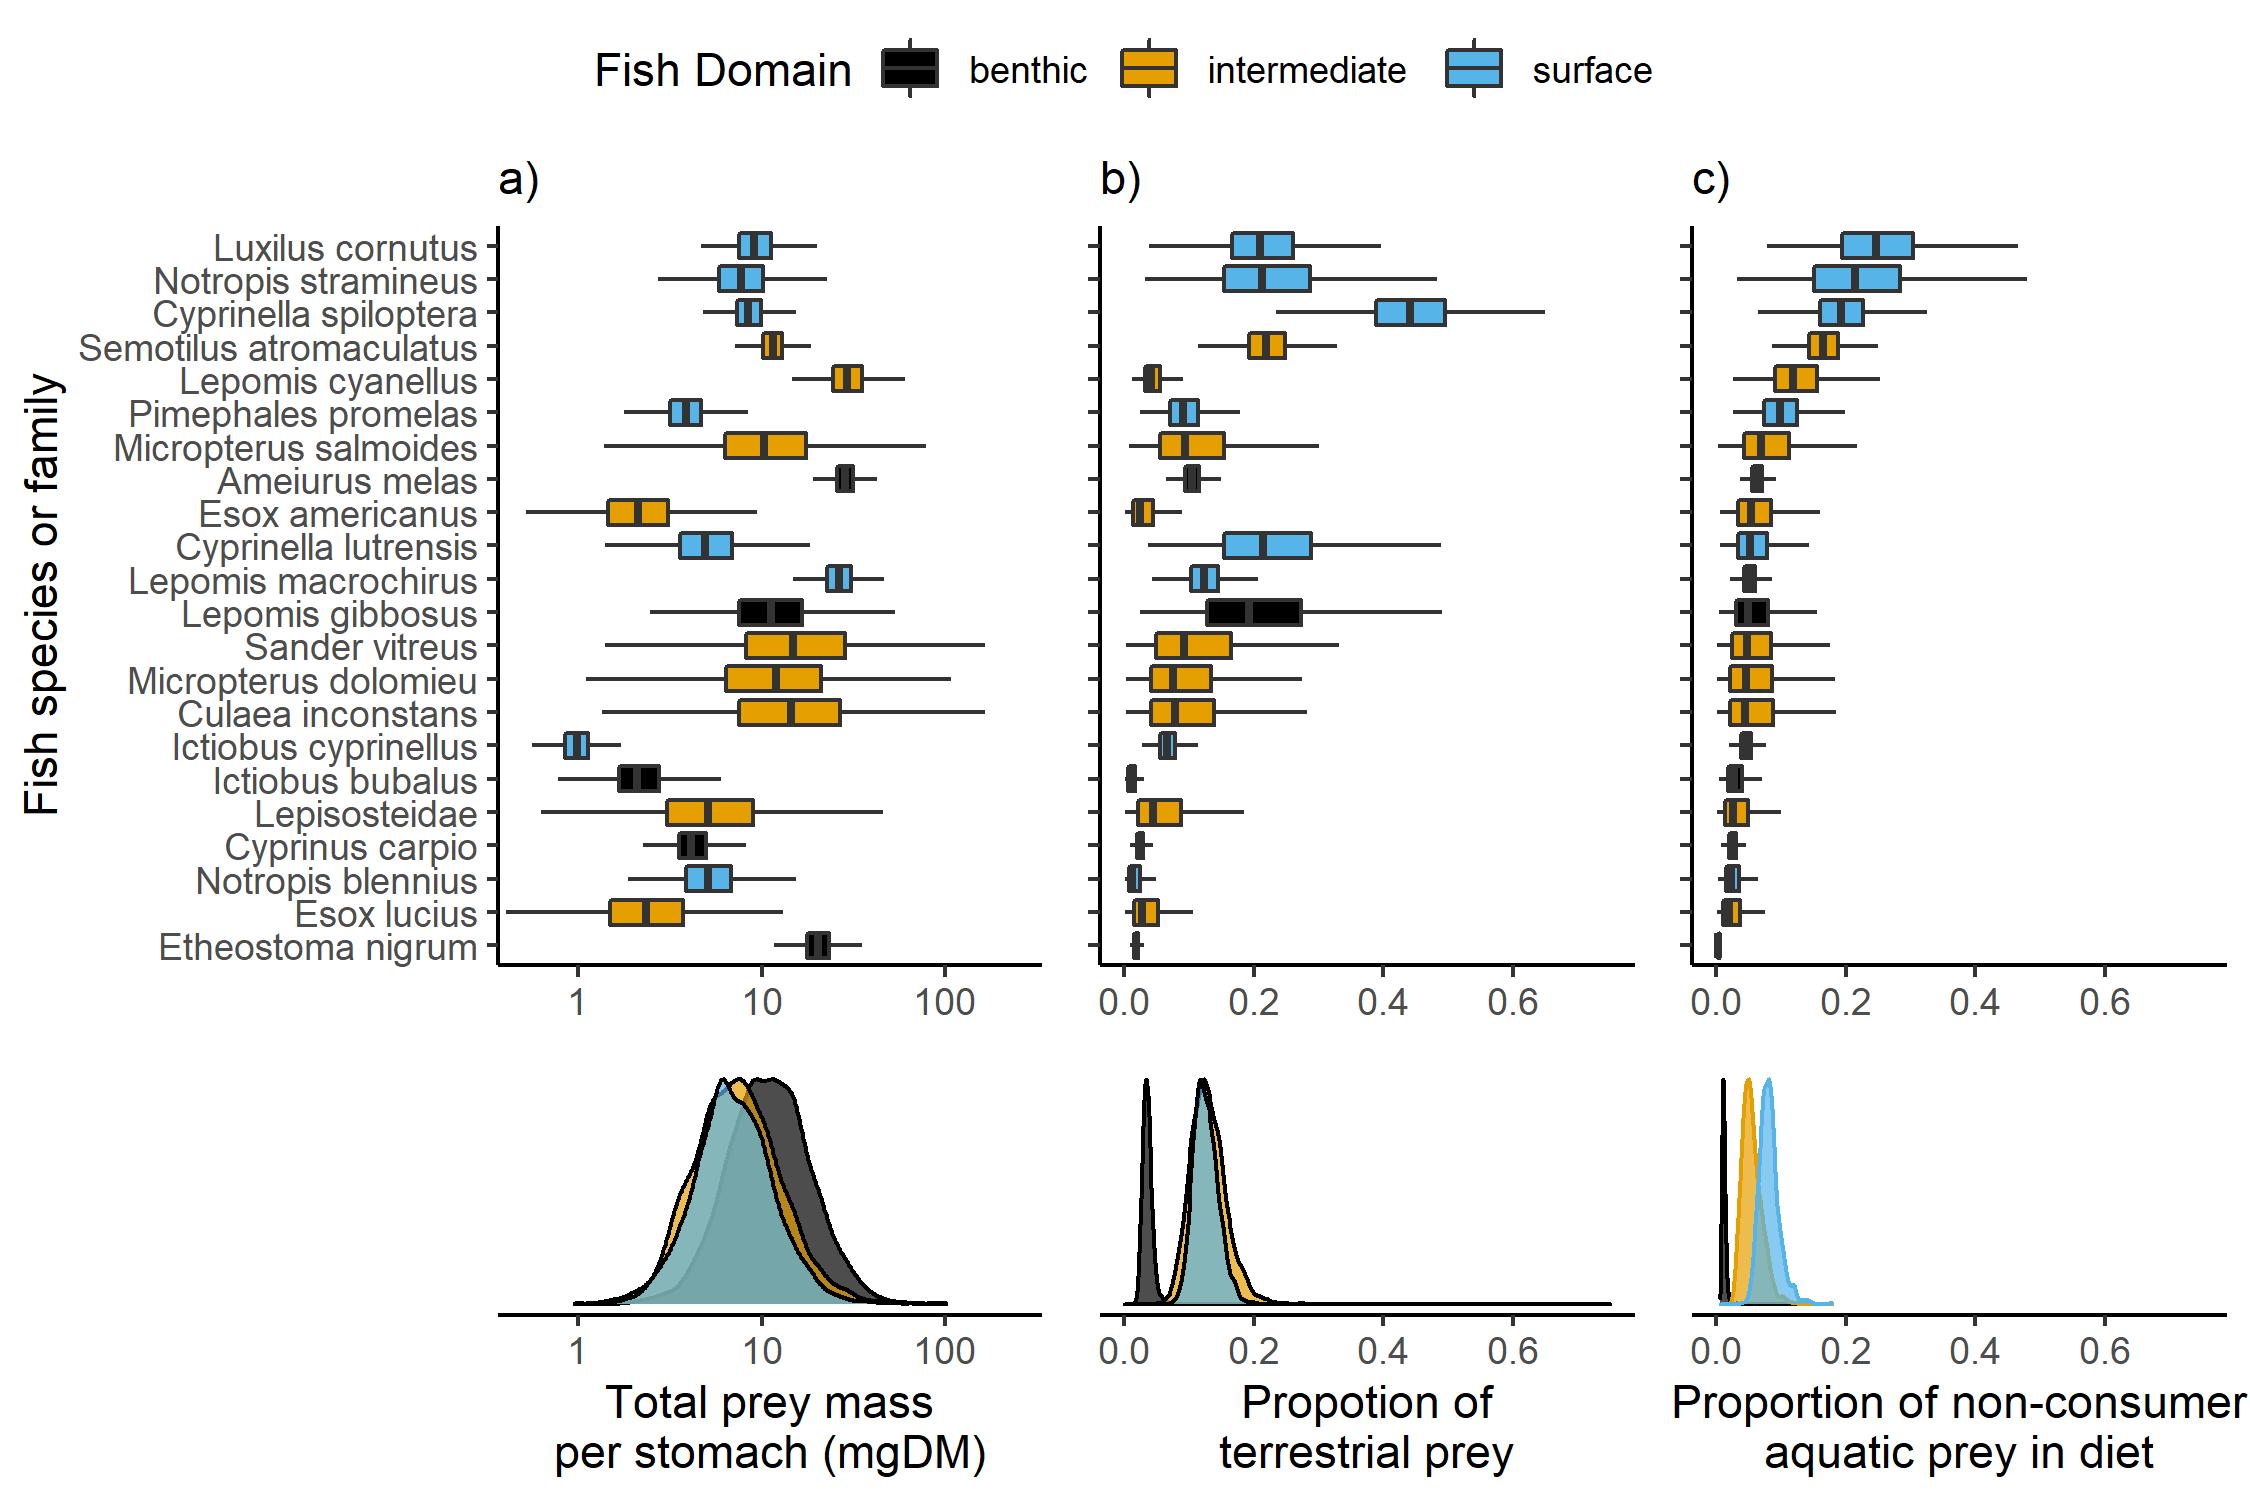 Fish Domain benthic intermediate surface
a) b) c)
Fish species or family
Luxilus cornutus
Notropis stramineus
Cyprinella spiloptera
Semotilus atromaculatus
Lepomis cyanellus
Pimephales promelas
Micropterus salmoides
Ameiurus melas
Esox americanus
Cyprinella lutrensis
Lepomis macrochirus
Lepomis gibbosus
Sander vitreus
Micropterus dolomieu
Culaea inconstans
Ictiobus cyprinellus
Ictiobus bubalus
Lepisosteidae
Cyprinus carpio
Notropis blennius
Esox lucius
Etheostoma nigrum
1 10 100 0.0 0.2 0.4 0.6 0.0 0.2 0.4 0.6
1 10 100 0.0 0.2 0.4 0.6 0.0 0.2 0.4 0.6
Total prey mass
per stomach (mgDM)
Propotion of
terrestrial prey
Proportion of non-consumer
aquatic prey in diet